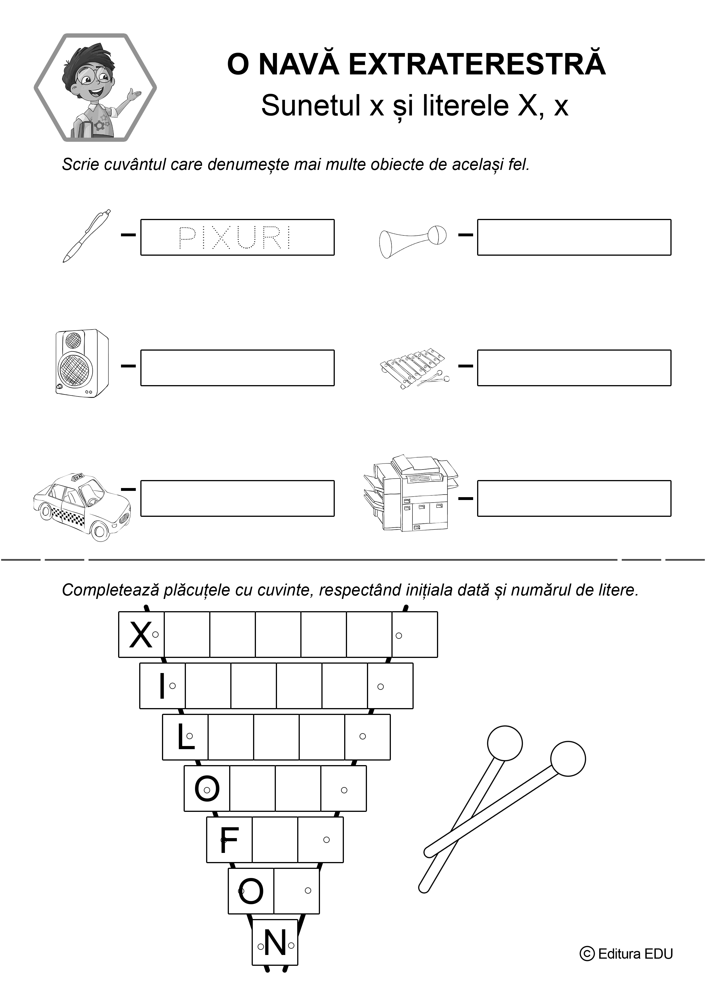 O NAVĂ EXTRATERESTRĂ
Sunetul x și literele X, x
Scrie cuvântul care denumește mai multe obiecte de același fel.
PIXURI
TAXI
Completează plăcuțele cu cuvinte, respectând inițiala dată și numărul de litere.
X
I
L
O
F
O
N
© Editura EDU